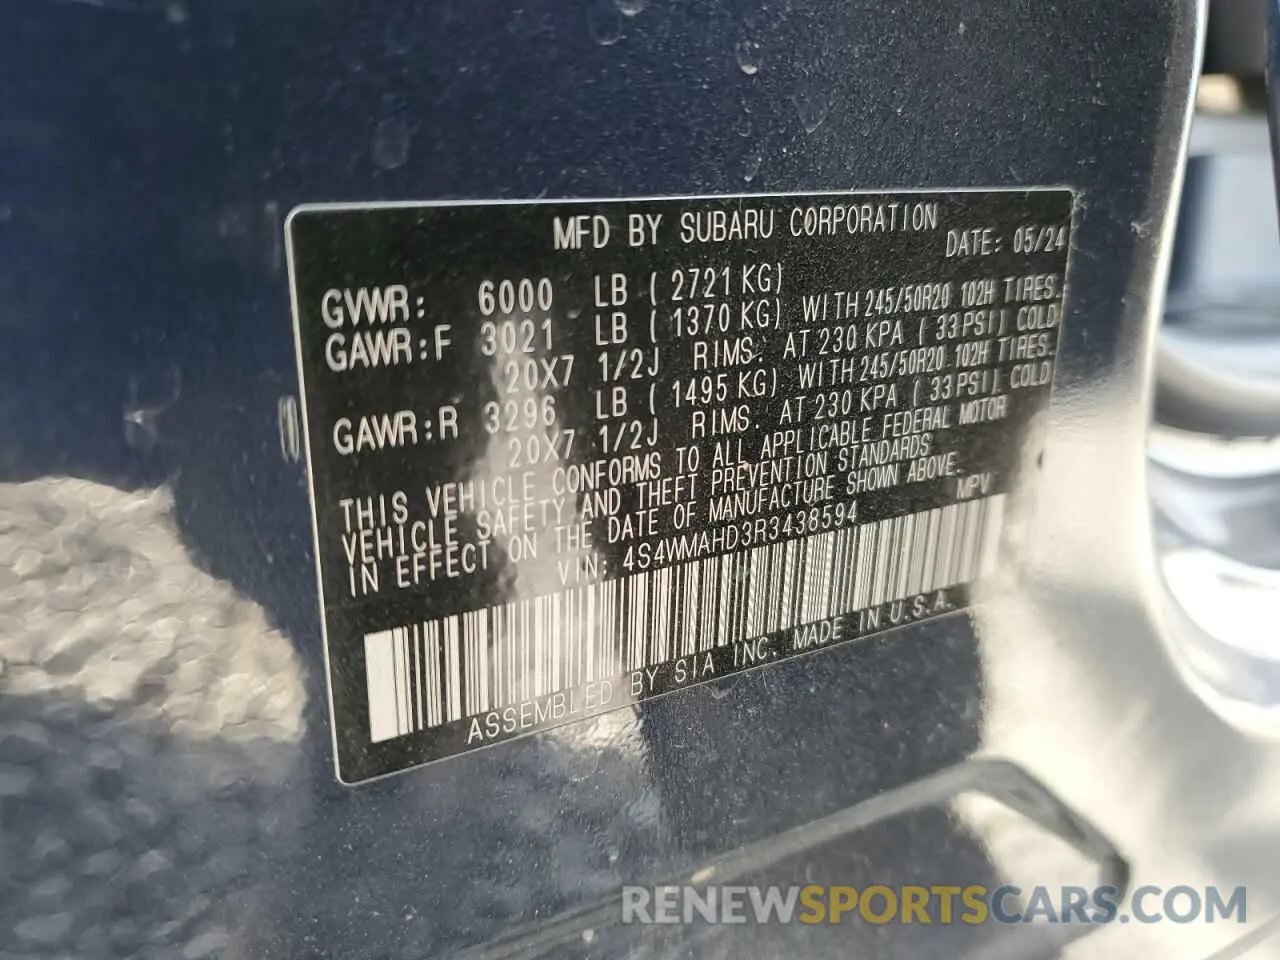 MFD BY SUBARU CORPORATION
DATE: 05/24
GVWR: 6000 LB ( 2721 KG)
GAWR:F 3021 LB ( 1370 KG) WITH 245/50R20 102H TIRES,
20X7 1/2J RIMS. AT 230 KPA ( 33 PSI) COLD
GAWR:R 3296 LB ( 1495 KG) WITH 245/50R20 102H TIRES.
20X7 1/2J RIMS. AT 230 KPA ( 33 PSI) COLD
THIS VEHICLE CONFORMS TO ALL APPLICABLE FEDERAL MOTOR
VEHICLE SAFETY AND THEFT PREVENTION STANDARDS
IN EFFECT ON THE DATE OF MANUFACTURE SHOWN ABOVE.
VIN: 4S4WMAHD3R3438594 MPV
ASSEMBLED BY SIA INC. MADE IN U.S.A.
RENEWSPORTSCARS.COM